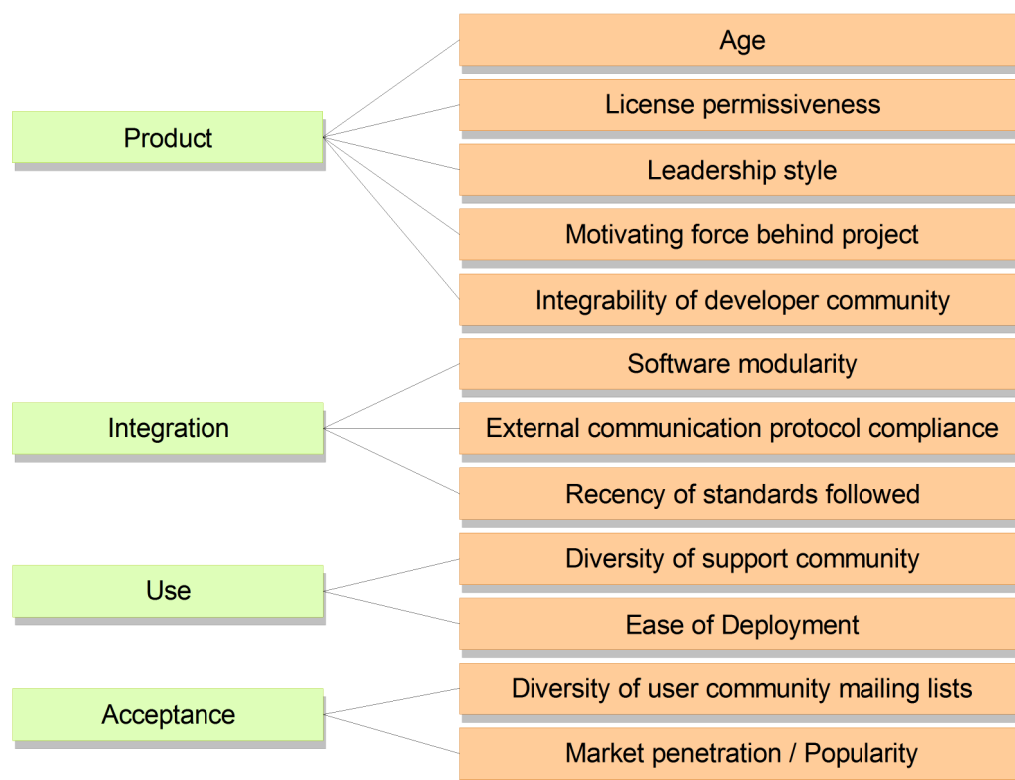 Product
Age
License permissiveness
Leadership style
Motivating force behind project
Integrability of developer community
Integration
Software modularity
External communication protocol compliance
Recency of standards followed
Use
Diversity of support community
Ease of Deployment
Acceptance
Diversity of user community mailing lists
Market penetration / Popularity